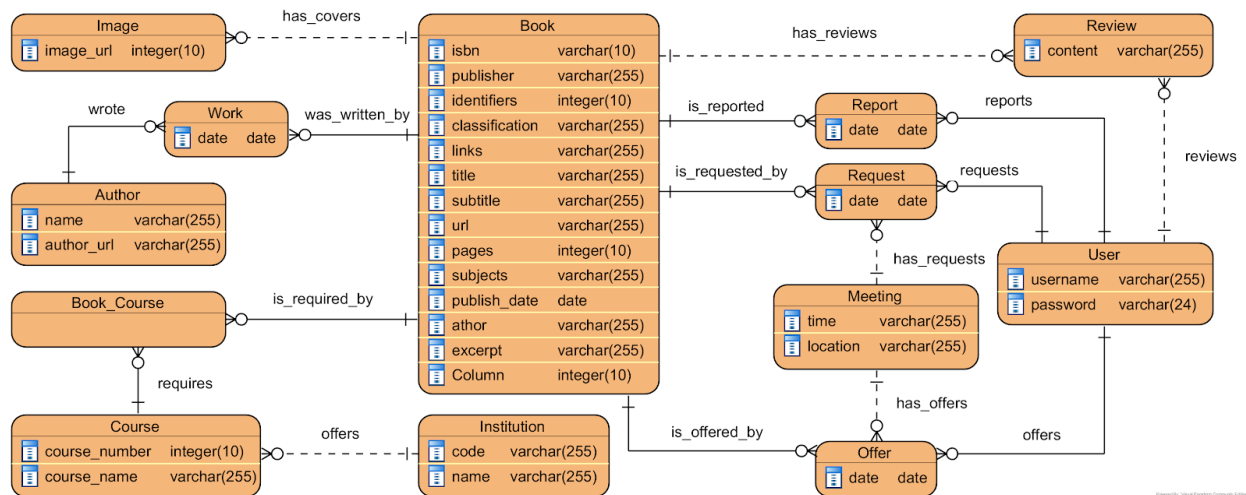 Image
image_url integer(10)
has_covers
Book
isbn varchar(10)
publisher varchar(255)
identifiers integer(10)
classification varchar(255)
links varchar(255)
title varchar(255)
subtitle varchar(255)
url varchar(255)
pages integer(10)
subjects varchar(255)
publish_date date
athor varchar(255)
excerpt varchar(255)
Column integer(10)
has_reviews
Review
content varchar(255)
wrote
Work
date date
was_written_by
is_reported
Report
date date
reports
reviews
is_requested_by
Request
date date
requests
Author
name varchar(255)
author_url varchar(255)
has_requests
User
username varchar(255)
password varchar(24)
Meeting
time varchar(255)
location varchar(255)
Book_Course
is_required_by
requires
has_offers
Course
course_number integer(10)
course_name varchar(255)
offers
Institution
code varchar(255)
name varchar(255)
is_offered_by
Offer
date date
offers